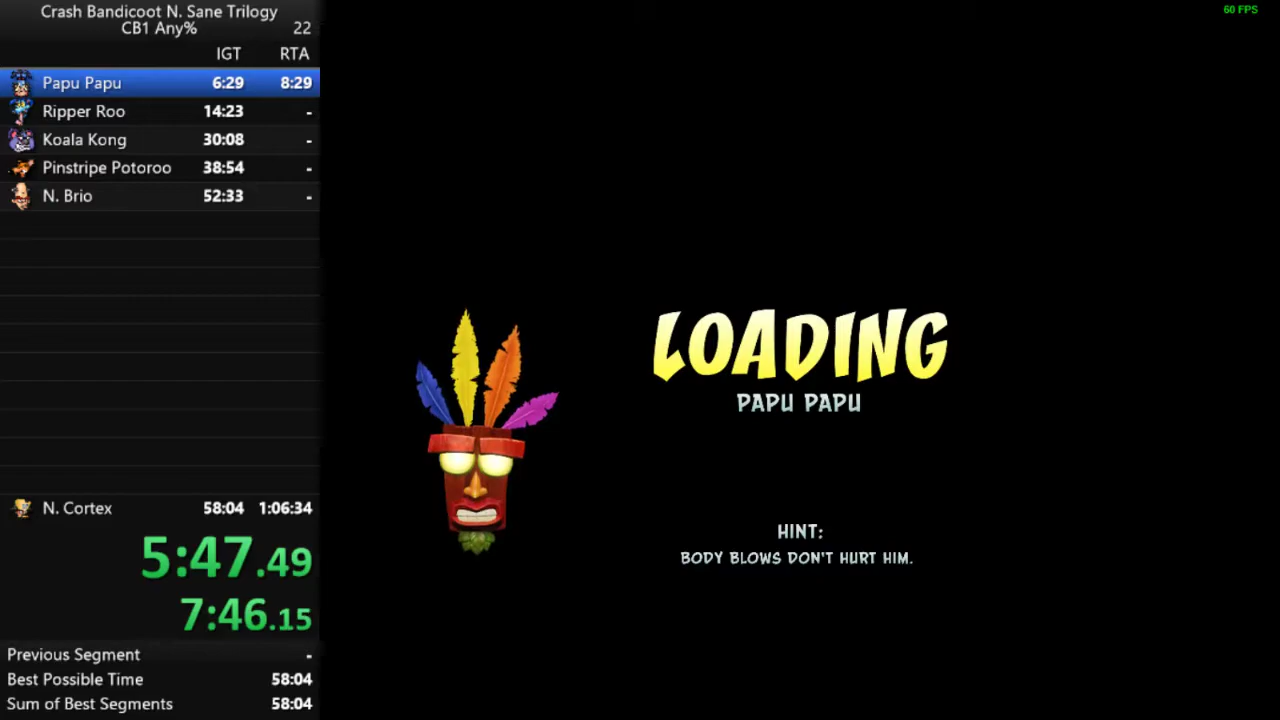 Crash Bandicoot N. Sane Trilogy
CB1 Any% 22
IGT RTA
Papu Papu 6:29 8:29
Ripper Roo 14:23 -
Koala Kong 30:08 -
Pinstripe Potoroo 38:54 -
N. Brio 52:33 -
N. Cortex 58:04 1:06:34
5:47.49
7:46.15
Previous Segment -
Best Possible Time 58:04
Sum of Best Segments 58:04
60 FPS
LOADING
PAPU PAPU
HINT:
BODY BLOWS DON'T HURT HIM.